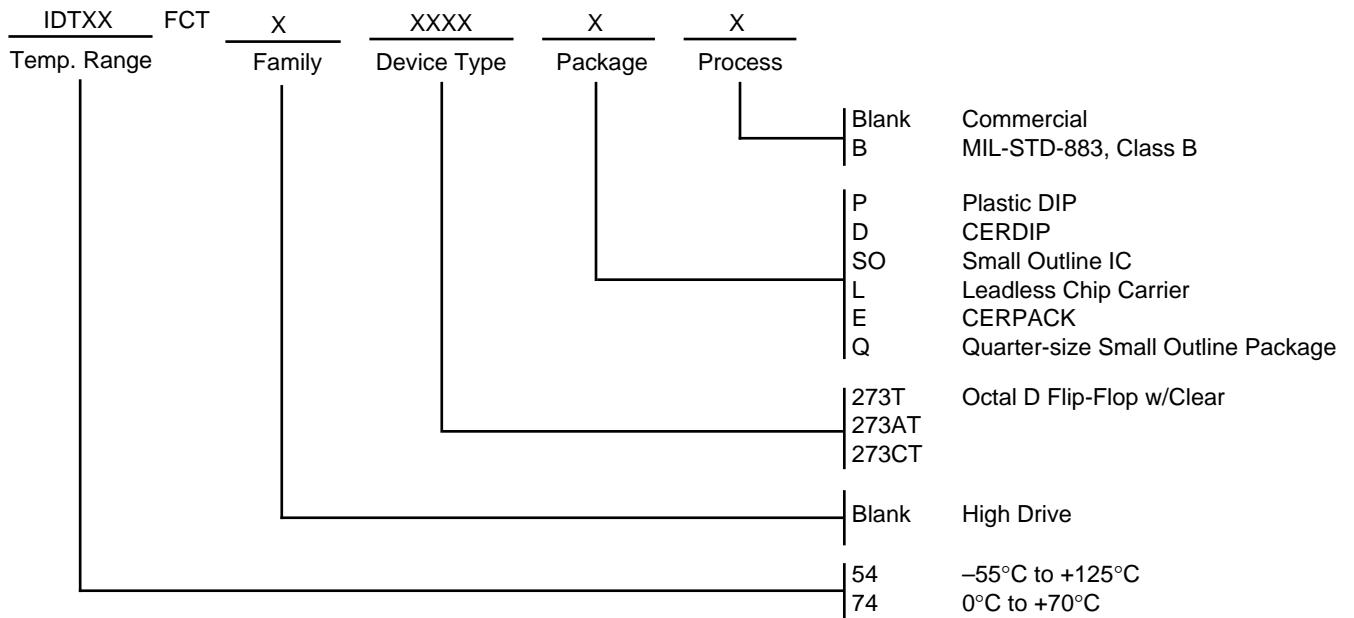 IDTXX FCT X XXXX X X
Temp. Range Family Device Type Package Process
Blank Commercial
B MIL-STD-883, Class B
P Plastic DIP
D CERDIP
SO Small Outline IC
L Leadless Chip Carrier
E CERPACK
Q Quarter-size Small Outline Package
273T Octal D Flip-Flop w/Clear
273AT
273CT
Blank High Drive
54 –55°C to +125°C
74 0°C to +70°C